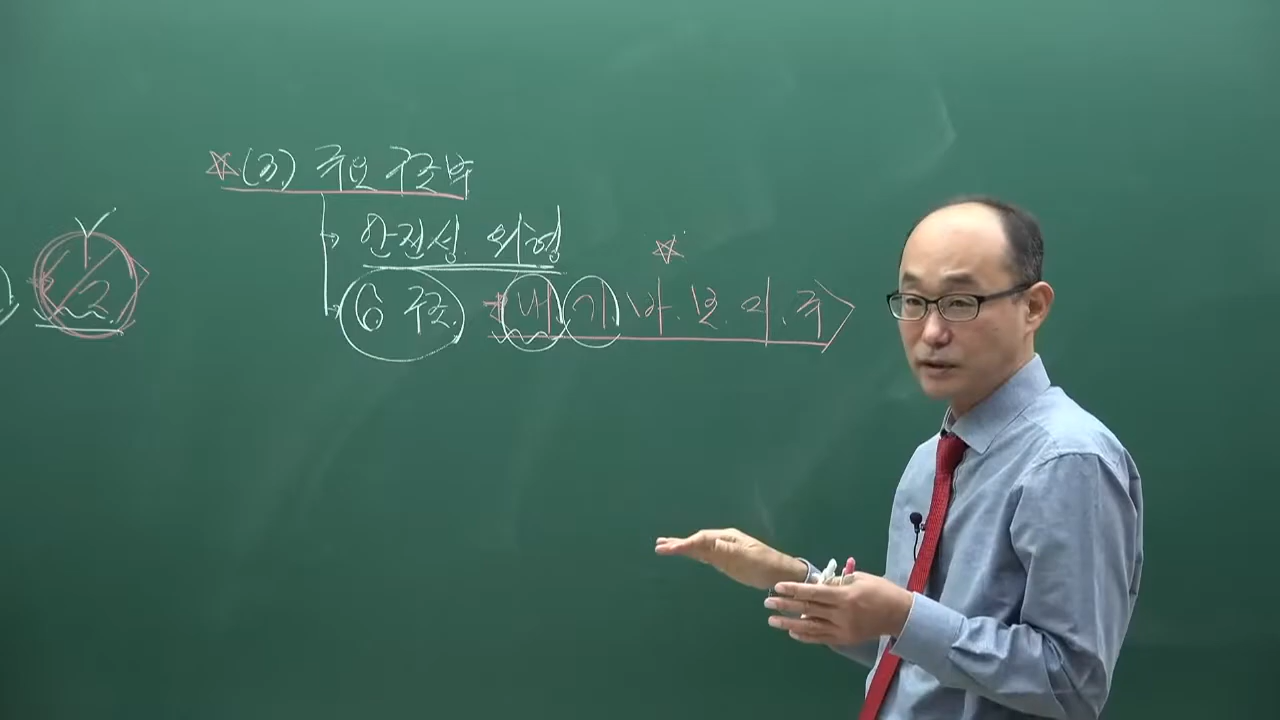 (3) 주요 구조부
안전성 위험
6 주. 내. 기. 바. 보. 지. 주